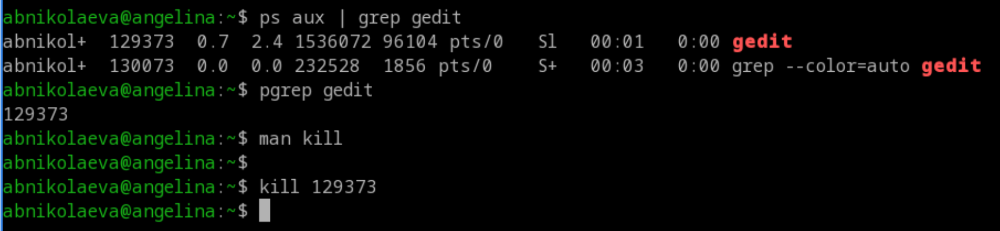 abnikolaeva@angelina:~$ ps aux | grep gedit
abnikol+  129373  0.7  2.4 1536072 96104 pts/0   Sl   00:01   0:00 gedit
abnikol+  130073  0.0  0.0 232528  1856 pts/0    S+   00:03   0:00 grep --color=auto gedit
abnikolaeva@angelina:~$ pgrep gedit
129373
abnikolaeva@angelina:~$ man kill
abnikolaeva@angelina:~$
abnikolaeva@angelina:~$ kill 129373
abnikolaeva@angelina:~$